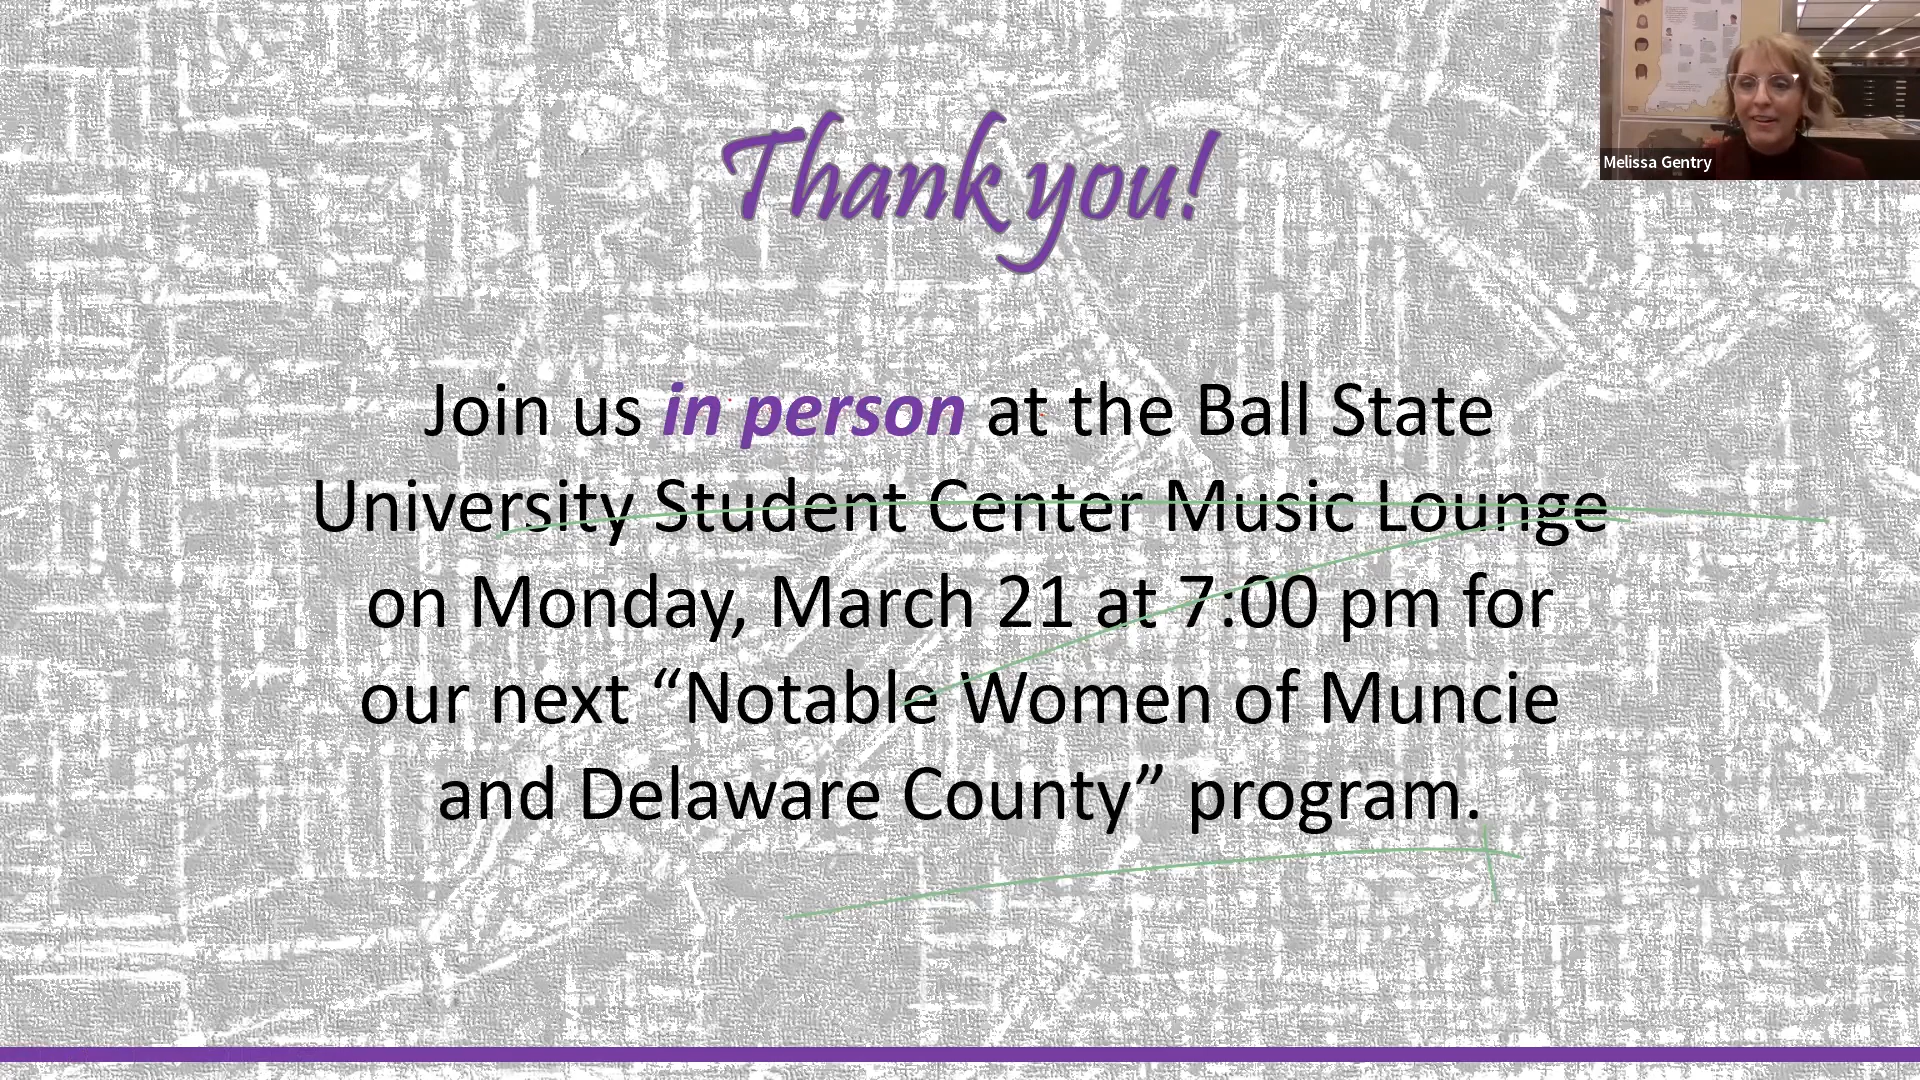 Thank you!
Melissa Gentry
Join us in person at the Ball State
University Student Center Music Lounge
on Monday, March 21 at 7:00 pm for
our next “Notable Women of Muncie
and Delaware County” program.